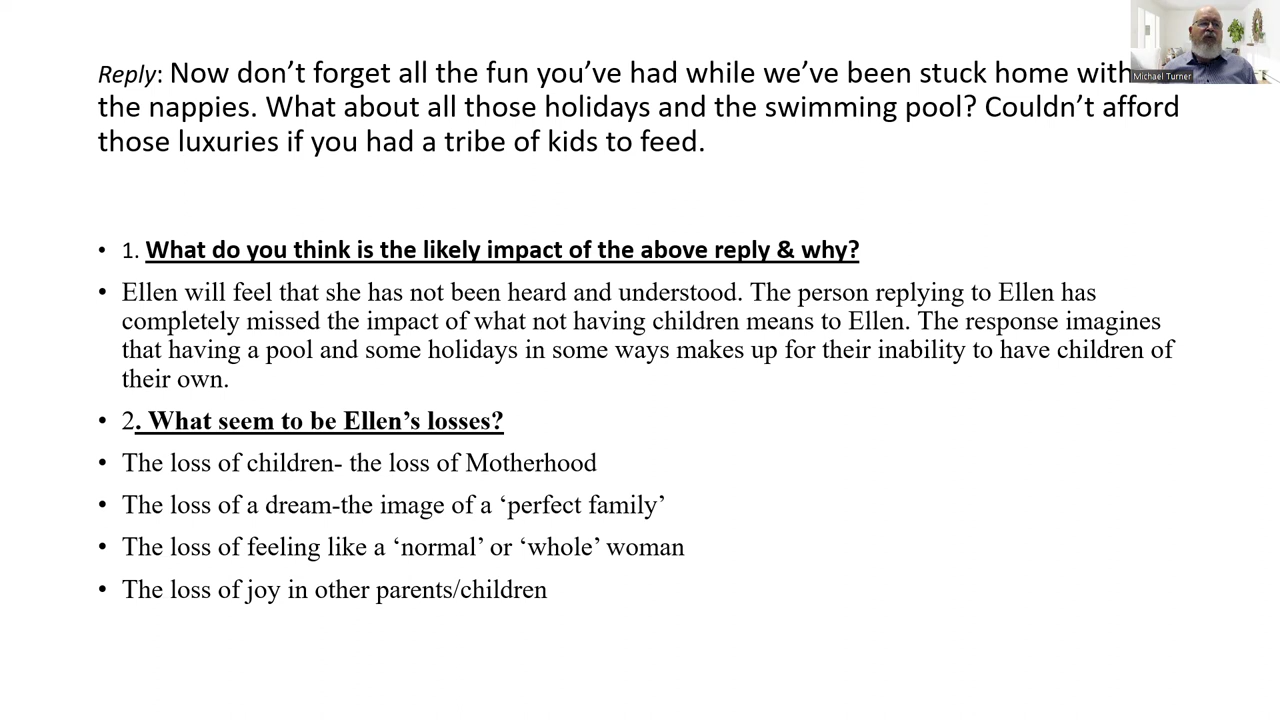 Reply: Now don’t forget all the fun you’ve had while we’ve been stuck home with
Michael Turner
the nappies. What about all those holidays and the swimming pool? Couldn’t afford
those luxuries if you had a tribe of kids to feed.
• 1. What do you think is the likely impact of the above reply & why?
• Ellen will feel that she has not been heard and understood. The person replying to Ellen has
completely missed the impact of what not having children means to Ellen. The response imagines
that having a pool and some holidays in some ways makes up for their inability to have children of
their own.
• 2. What seem to be Ellen’s losses?
• The loss of children- the loss of Motherhood
• The loss of a dream-the image of a ‘perfect family’
• The loss of feeling like a ‘normal’ or ‘whole’ woman
• The loss of joy in other parents/children